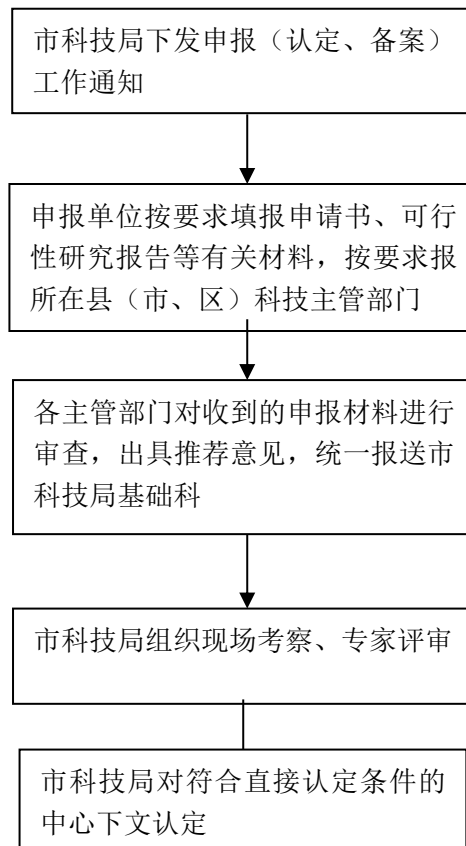 市科技局下发申报（认定、备案）
工作通知
申报单位按要求填报申请书、可行
性研究报告等有关材料，按要求报
所在县（市、区）科技主管部门
各主管部门对收到的申报材料进行
审查，出具推荐意见，统一报送市
科技局基础科
市科技局组织现场考察、专家评审
市科技局对符合直接认定条件的
中心下文认定